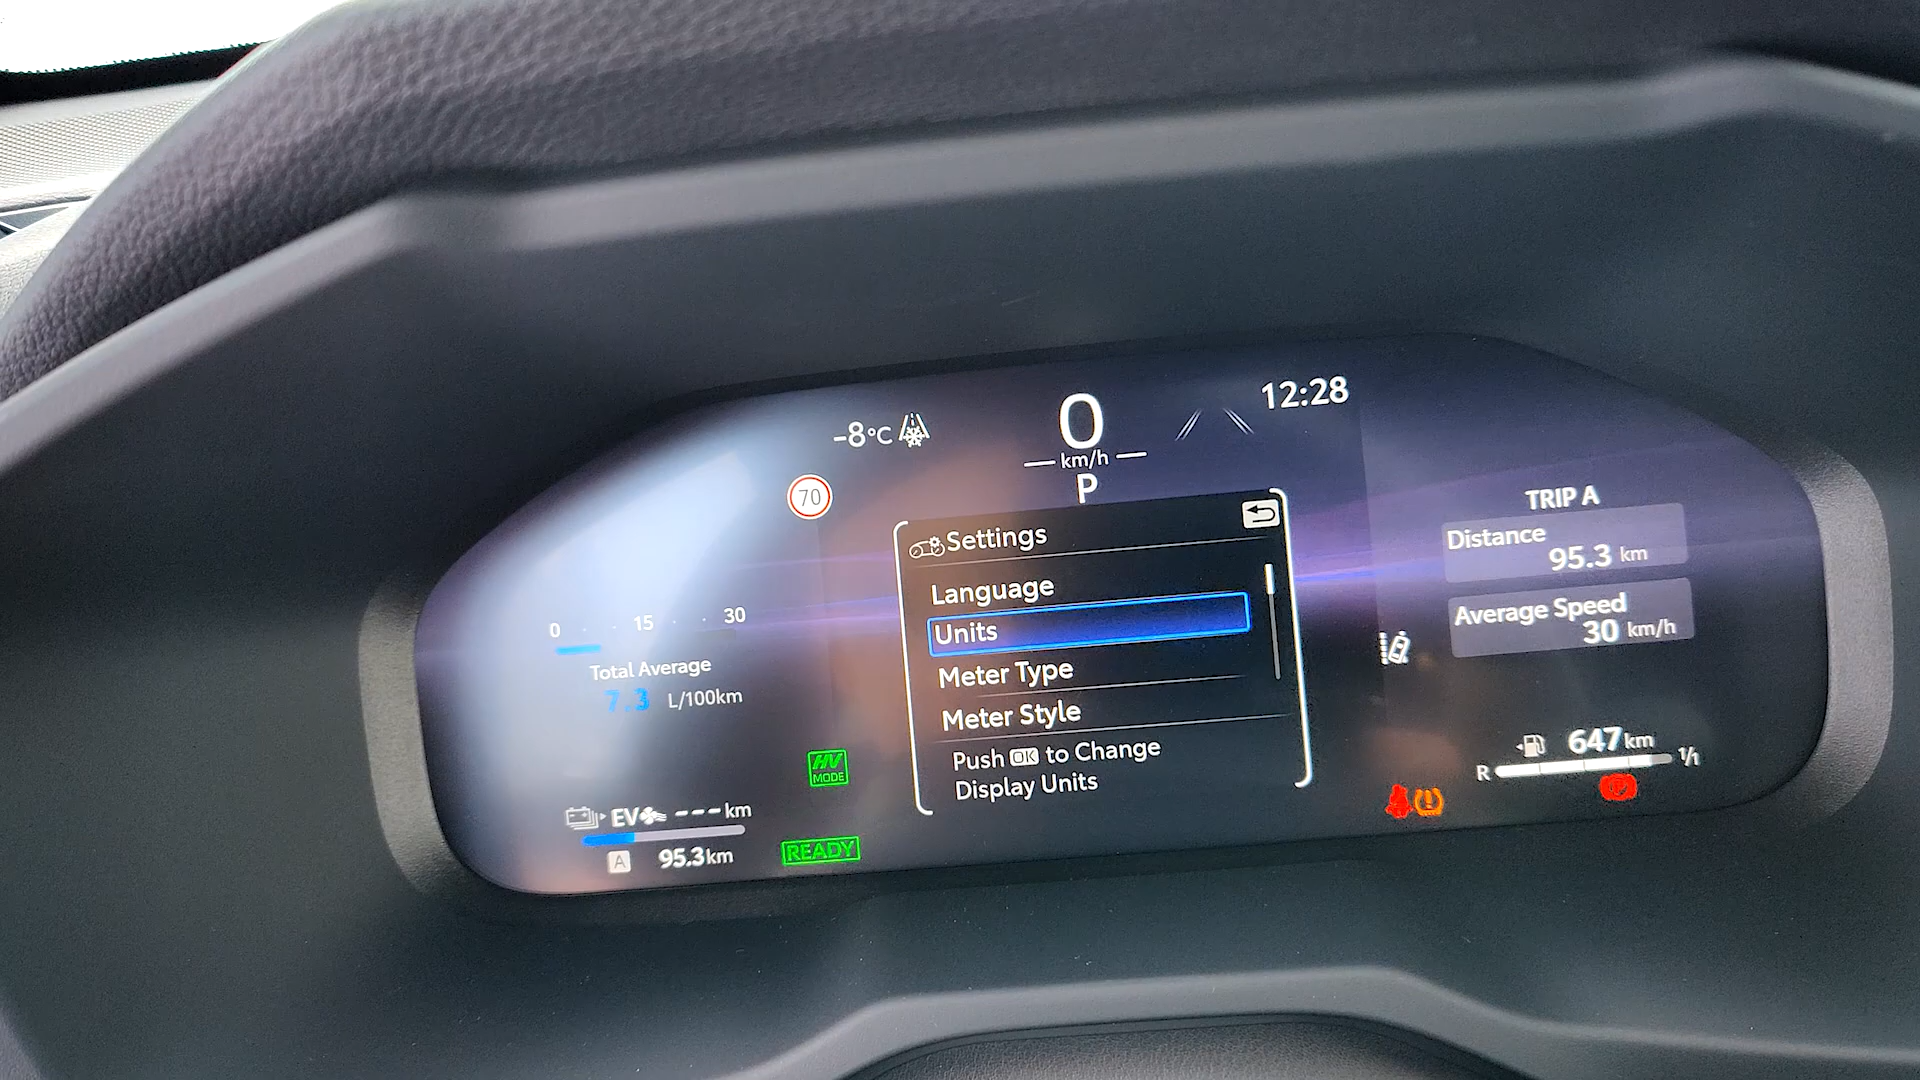 -8°C
0
km/h
P
12:28
70
Settings
Language
Units
Meter Type
Meter Style
Push OK to Change
Display Units
0 15 30
Total Average
7.3 L/100km
HV
MODE
EV --- km
A 95.3km
READY
TRIP A
Distance
95.3 km
Average Speed
30 km/h
647km
R 1/1
P